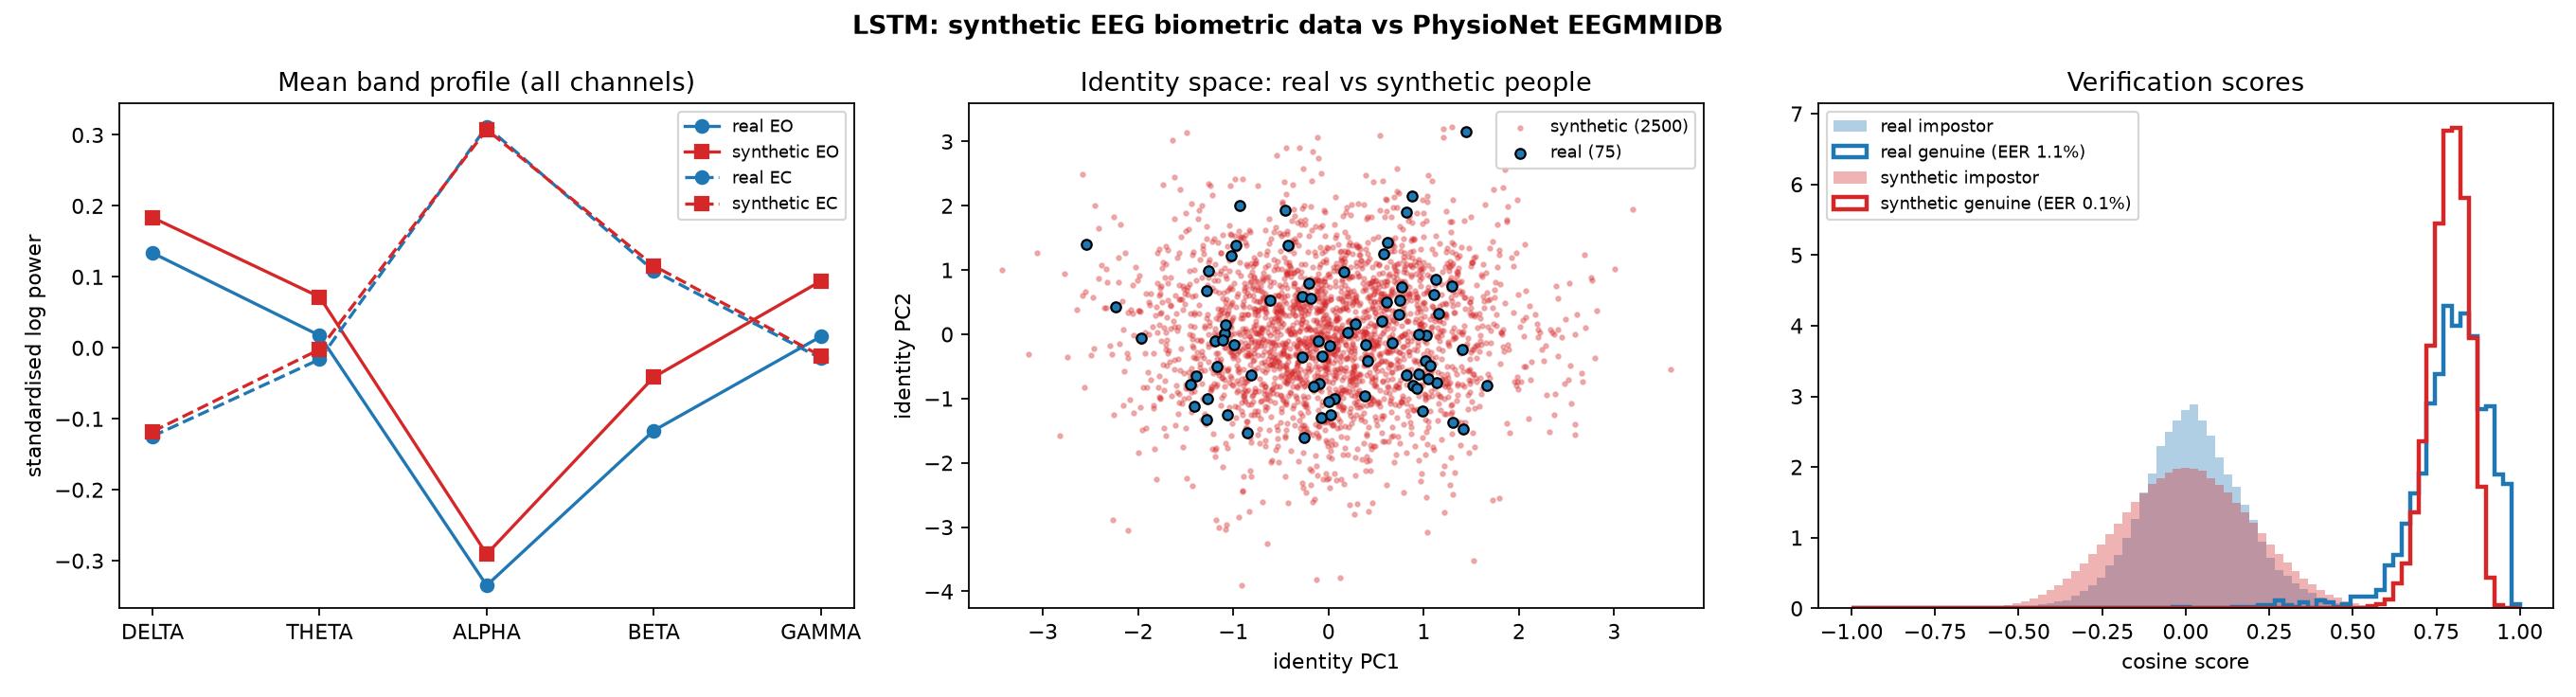 LSTM: synthetic EEG biometric data vs PhysioNet EEGMMIDB
Mean band profile (all channels)
standardised log power
0.3
0.2
0.1
0.0
−0.1
−0.2
−0.3
DELTA THETA ALPHA BETA GAMMA
real EO
synthetic EO
real EC
synthetic EC
Identity space: real vs synthetic people
identity PC2
3
2
1
0
−1
−2
−3
−4
−3 −2 −1 0 1 2 3
identity PC1
synthetic (2500)
real (75)
Verification scores
7
6
5
4
3
2
1
0
−1.00 −0.75 −0.50 −0.25 0.00 0.25 0.50 0.75 1.00
cosine score
real impostor
real genuine (EER 1.1%)
synthetic impostor
synthetic genuine (EER 0.1%)